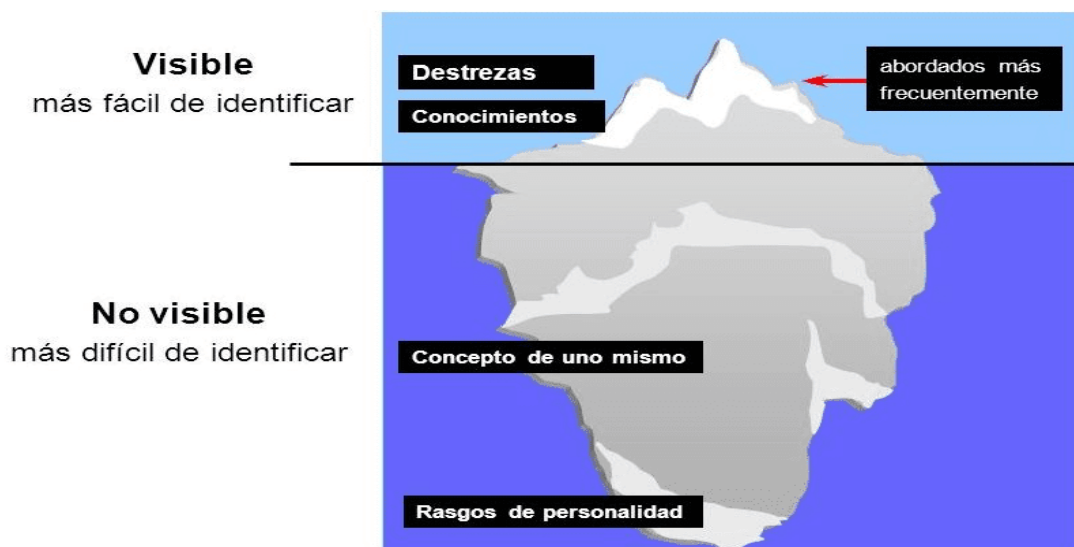 Visible
más fácil de identificar
Destrezas
Conocimientos
abordados más
frecuentemente
No visible
más difícil de identificar
Concepto de uno mismo
Rasgos de personalidad